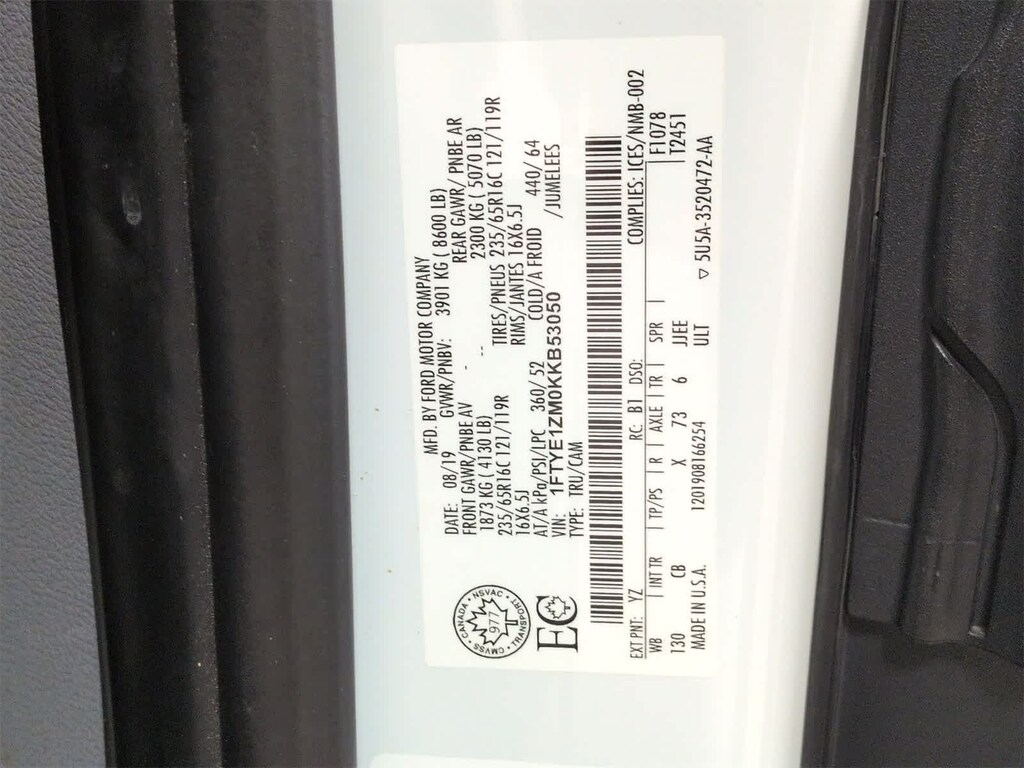 MFD. BY FORD MOTOR COMPANY
DATE: 08/19 GVWR/PNBV: 3901 KG ( 8600 LB)
FRONT GAWR/PNBE AV REAR GAWR/ PNBE AR
1873 KG ( 4130 LB) - -- 2300 KG ( 5070 LB)
235/65R16C 121/119R TIRES/PNEUS 235/65R16C 121/119R
16X6.5J RIMS/JANTES 16X6.5J
AT/A kPa/PSI/LPC 360/ 52 COLD/A FROID 440/ 64
VIN: 1FTYE1ZM0KKB53050 /JUMELEES
TYPE: TRU/CAM
CANADA • NSVAC • TRANSPORT • CMVSS •
977
EC
COMPLIES: ICES/NMB-002
EXT PNT: YZ RC: B1 DSO: F1078
WB INT TR TP/PS R AXLE TR SPR T2451
130 CB X 73 6 JJEE
MADE IN U.S.A. 1201908166254 ULT
▽ 5U5A-3520472-AA